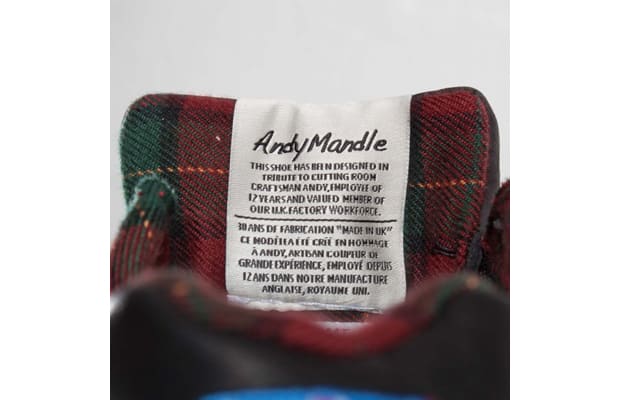 Andy Mandle
THIS SHOE HAS BEEN DESIGNED IN
TRIBUTE TO CUTTING ROOM
CRAFTSMAN ANDY, EMPLOYEE OF
12 YEARS AND VALUED MEMBER OF
OUR U.K. FACTORY WORKFORCE.
30 ANS DE FABRICATION "MADE IN UK"
CE MODÈLE A ÉTÉ CRÉÉ EN HOMMAGE
À ANDY, ARTISAN COUPEUR DE
GRANDE EXPÉRIENCE, EMPLOYÉ DEPUIS
12 ANS DANS NOTRE MANUFACTURE
ANGLAISE, ROYAUME UNI.